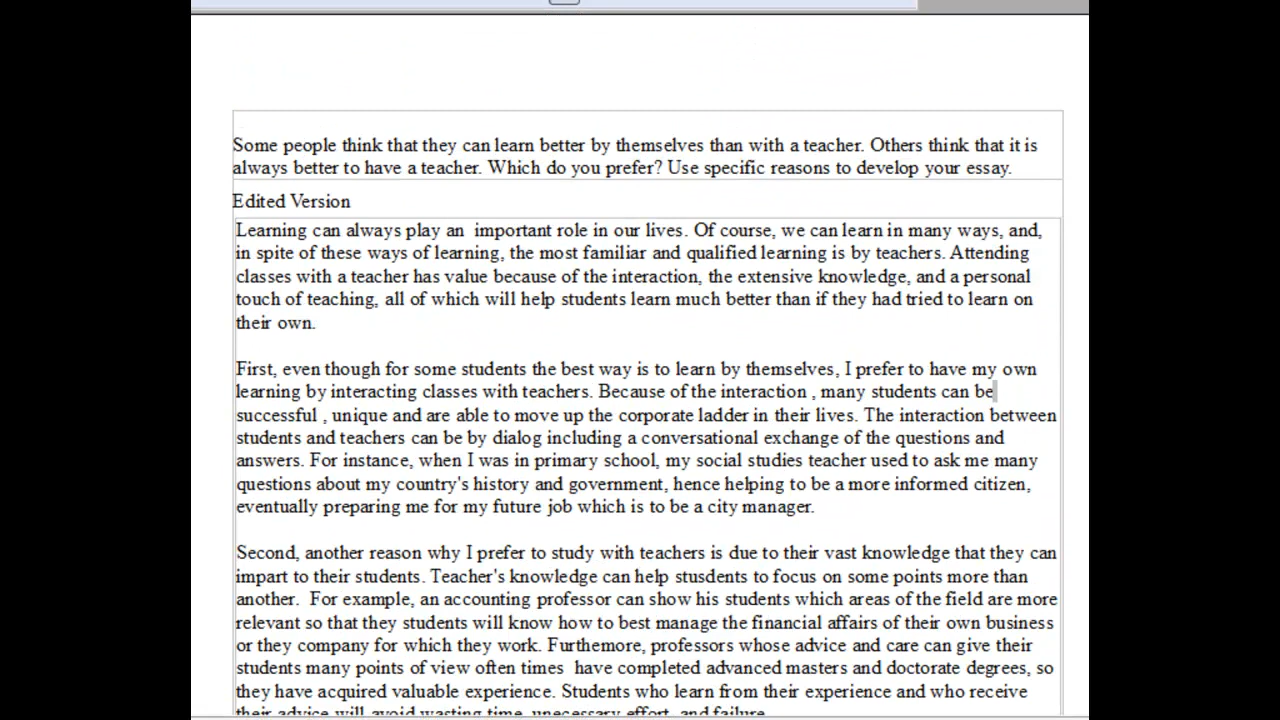 Some people think that they can learn better by themselves than with a teacher. Others think that it is
always better to have a teacher. Which do you prefer? Use specific reasons to develop your essay.
Edited Version
Learning can always play an  important role in our lives. Of course, we can learn in many ways, and,
in spite of these ways of learning, the most familiar and qualified learning is by teachers. Attending
classes with a teacher has value because of the interaction, the extensive knowledge, and a personal
touch of teaching, all of which will help students learn much better than if they had tried to learn on
their own.
First, even though for some students the best way is to learn by themselves, I prefer to have my own
learning by interacting classes with teachers. Because of the interaction , many students can be
successful , unique and are able to move up the corporate ladder in their lives. The interaction between
students and teachers can be by dialog including a conversational exchange of the questions and
answers. For instance, when I was in primary school, my social studies teacher used to ask me many
questions about my country's history and government, hence helping to be a more informed citizen,
eventually preparing me for my future job which is to be a city manager.
Second, another reason why I prefer to study with teachers is due to their vast knowledge that they can
impart to their students. Teacher's knowledge can help stusdents to focus on some points more than
another.  For example, an accounting professor can show his students which areas of the field are more
relevant so that they students will know how to best manage the financial affairs of their own business
or they company for which they work. Furthermore, professors whose advice and care can give their
students many points of view often times  have completed advanced masters and doctorate degrees, so
they have acquired valuable experience. Students who learn from their experience and who receive
their advice will avoid wasting time, unnecessary effort, and failure.